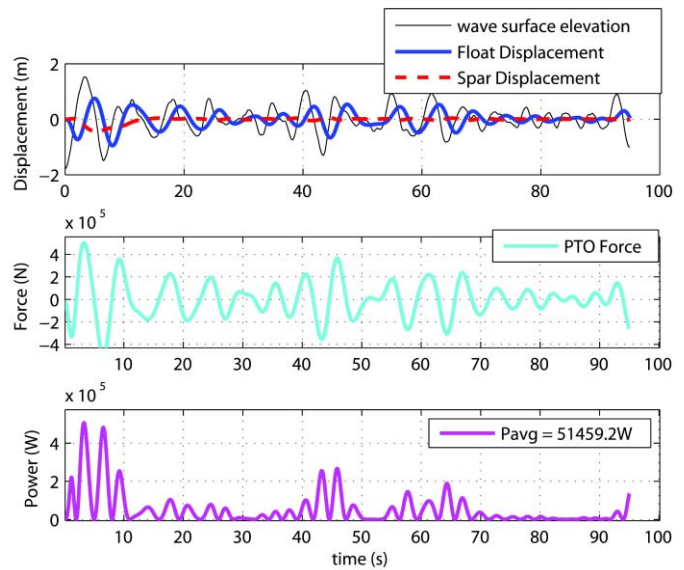 wave surface elevation
Float Displacement
Spar Displacement
Displacement (m)
2
0
−2
0 20 40 60 80 100
x 10^5
PTO Force
Force (N)
4
2
0
−2
−4
0 10 20 30 40 50 60 70 80 90 100
x 10^5
Pavg = 51459.2W
Power (W)
4
2
0
0 10 20 30 40 50 60 70 80 90 100
time (s)